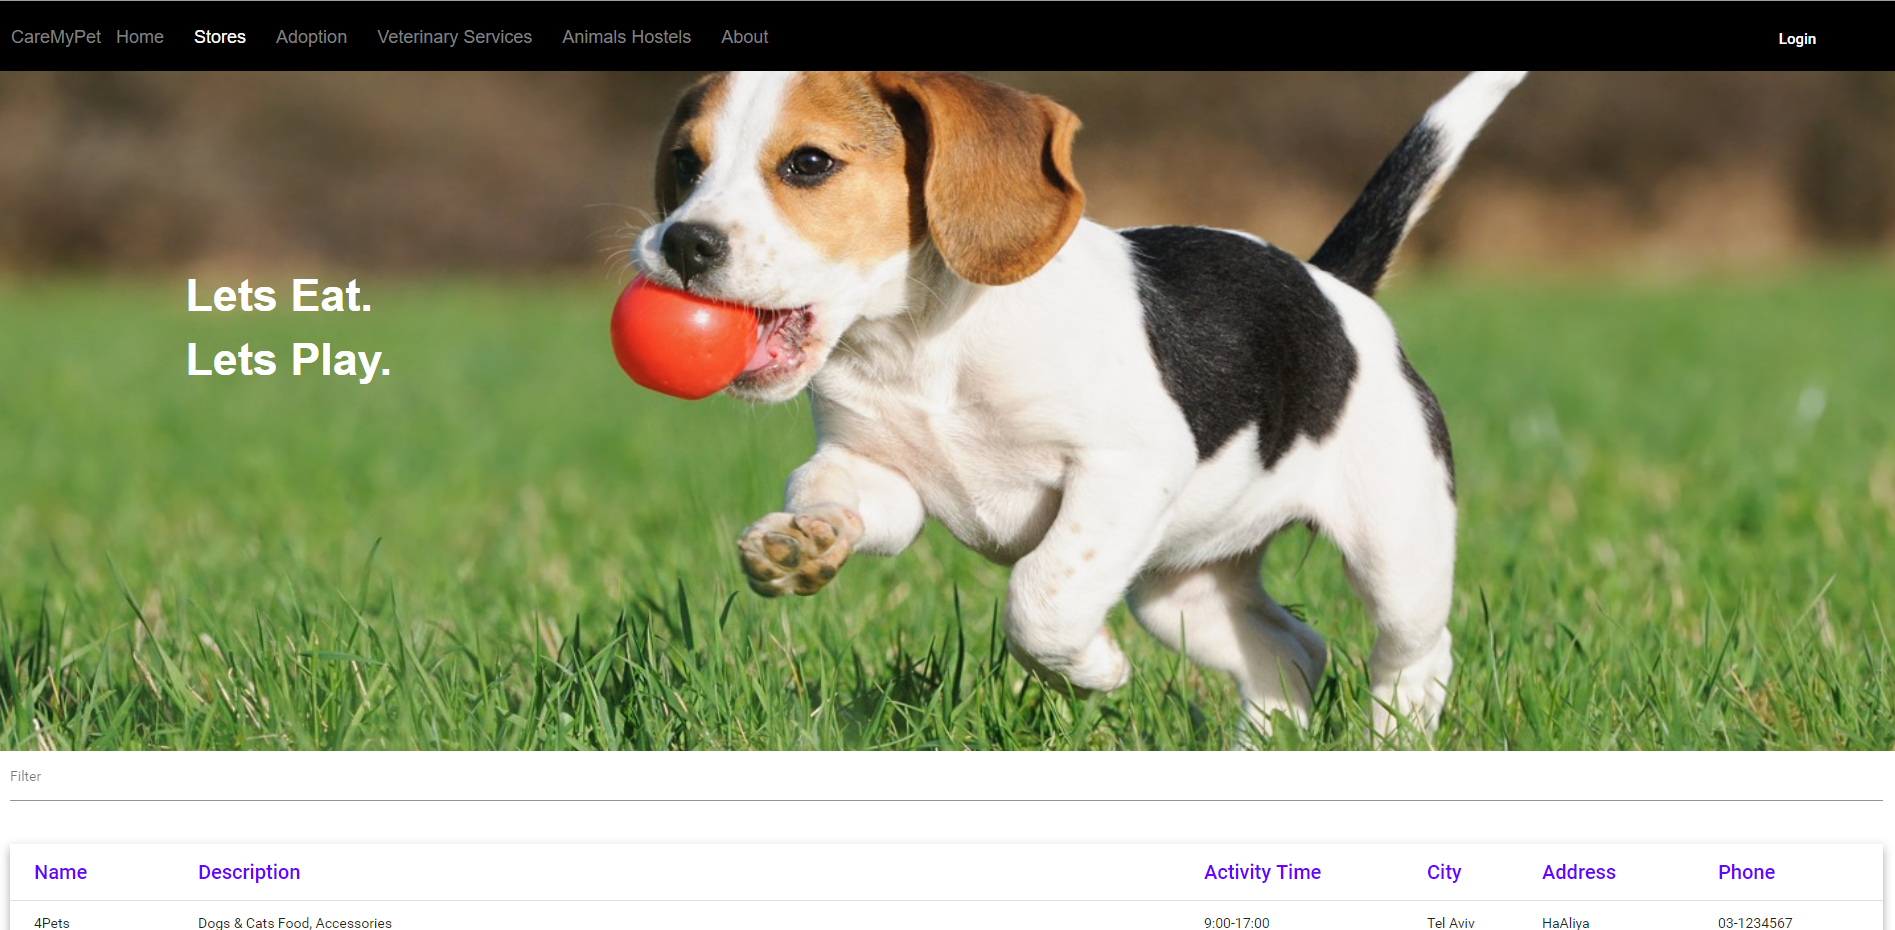 CareMyPet Home Stores Adoption Veterinary Services Animals Hostels About Login
Lets Eat.
Lets Play.
Filter
Name Description Activity Time City Address Phone
4Pets Dogs & Cats Food, Accessories 9:00-17:00 Tel Aviv HaAliya 03-1234567